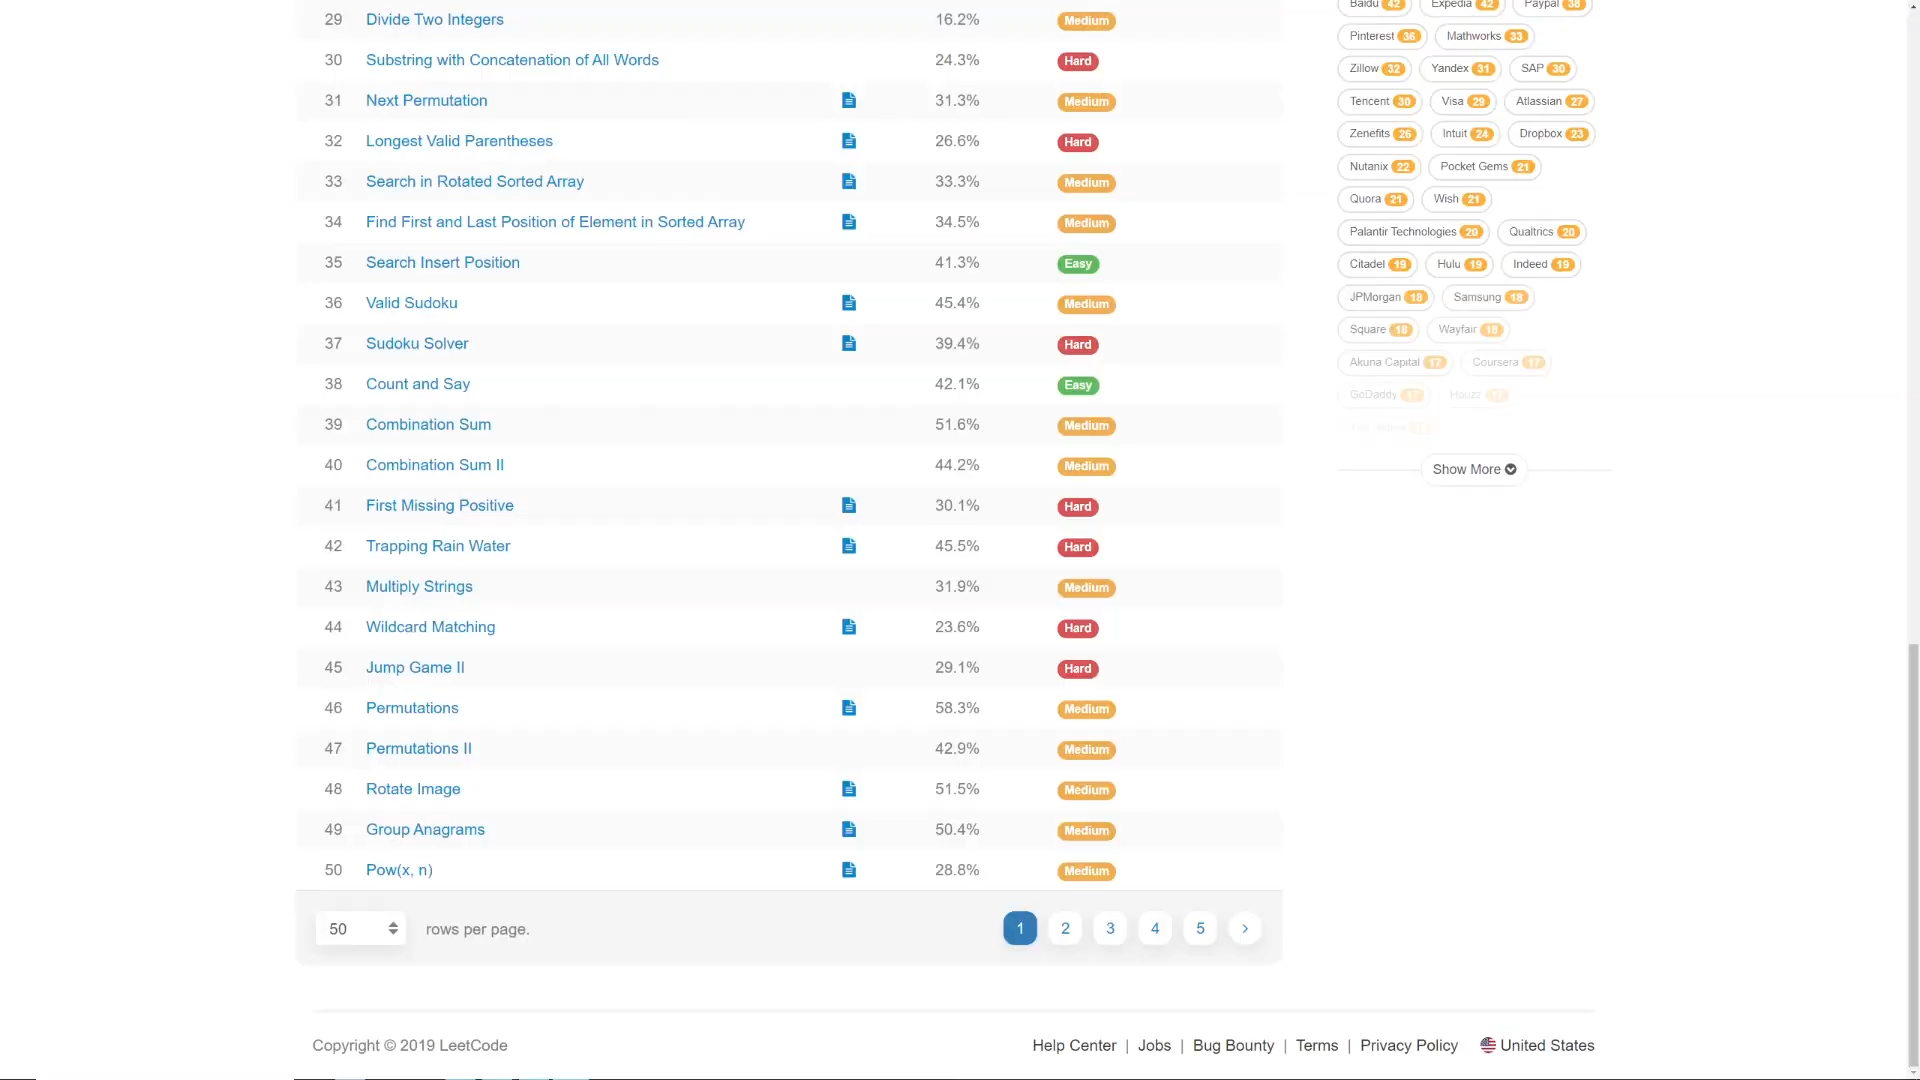 29 Divide Two Integers 16.2% Medium
30 Substring with Concatenation of All Words 24.3% Hard
31 Next Permutation 31.3% Medium
32 Longest Valid Parentheses 26.6% Hard
33 Search in Rotated Sorted Array 33.3% Medium
34 Find First and Last Position of Element in Sorted Array 34.5% Medium
35 Search Insert Position 41.3% Easy
36 Valid Sudoku 45.4% Medium
37 Sudoku Solver 39.4% Hard
38 Count and Say 42.1% Easy
39 Combination Sum 51.6% Medium
40 Combination Sum II 44.2% Medium
41 First Missing Positive 30.1% Hard
42 Trapping Rain Water 45.5% Hard
43 Multiply Strings 31.9% Medium
44 Wildcard Matching 23.6% Hard
45 Jump Game II 29.1% Hard
46 Permutations 58.3% Medium
47 Permutations II 42.9% Medium
48 Rotate Image 51.5% Medium
49 Group Anagrams 50.4% Medium
50 Pow(x, n) 28.8% Medium
50 rows per page. 1 2 3 4 5
Baidu 42 Expedia 42 Paypal 38
Pinterest 36 Mathworks 33
Zillow 32 Yandex 31 SAP 30
Tencent 30 Visa 29 Atlassian 27
Zenefits 26 Intuit 24 Dropbox 23
Nutanix 22 Pocket Gems 21
Quora 21 Wish 21
Palantir Technologies 20 Qualtrics 20
Citadel 19 Hulu 19 Indeed 19
JPMorgan 18 Samsung 18
Square 18 Wayfair 18
Akuna Capital 17 Coursera 17
GoDaddy 17 Houzz 17
Show More
Copyright © 2019 LeetCode
Help Center | Jobs | Bug Bounty | Terms | Privacy Policy United States